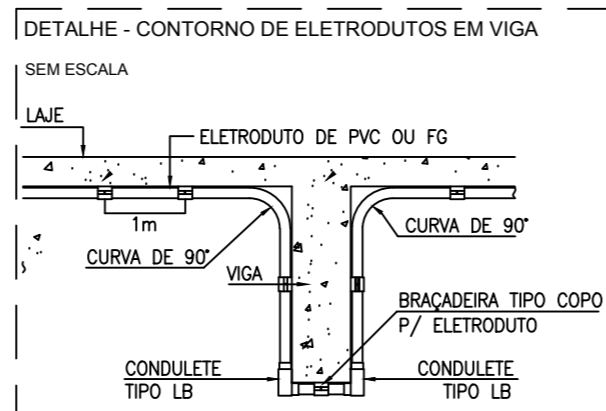 DETALHE - CONTORNO DE ELETRODUTOS EM VIGA
SEM ESCALA
LAJE
ELETRODUTO DE PVC OU FG
1m
CURVA DE 90°
CURVA DE 90°
VIGA
BRAÇADEIRA TIPO COPO
P/ ELETRODUTO
CONDULETE
TIPO LB
CONDULETE
TIPO LB